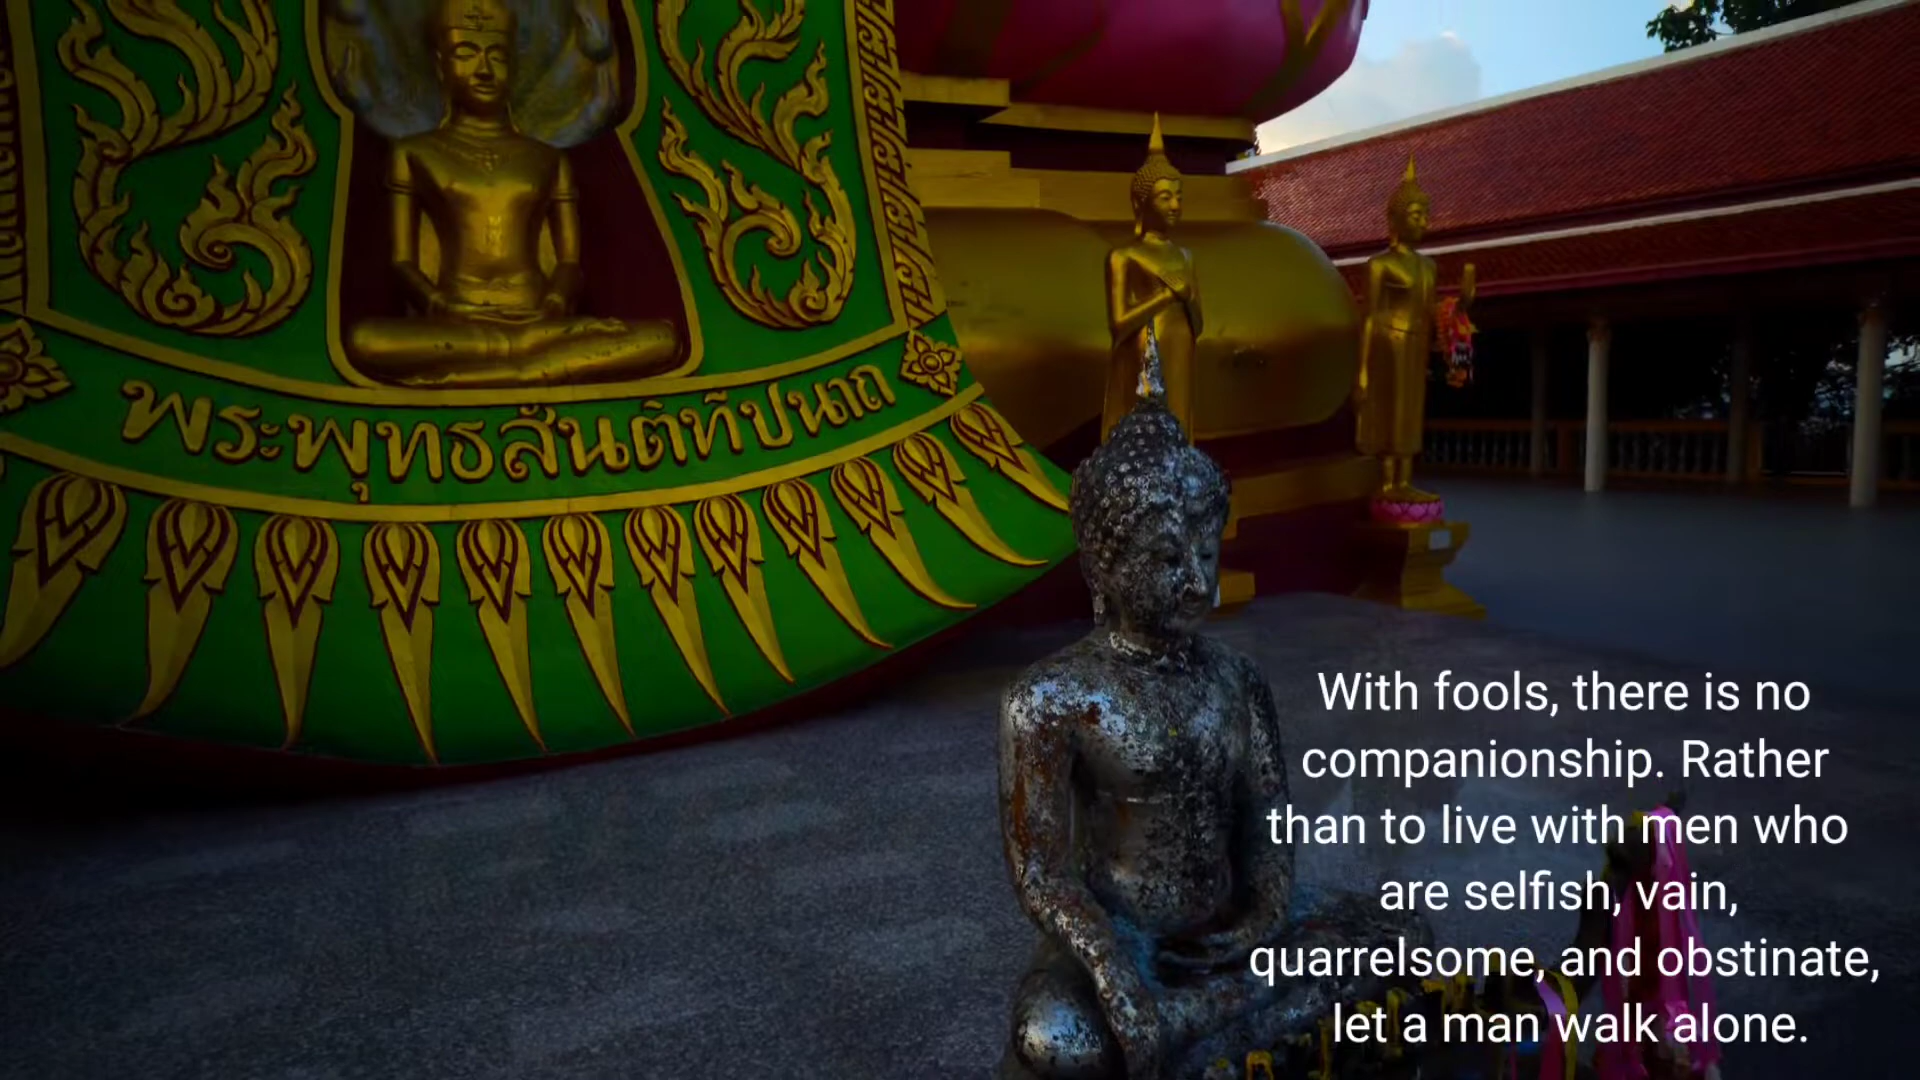 พระพุทธสันติทีปนาถ
With fools, there is no
companionship. Rather
than to live with men who
are selfish, vain,
quarrelsome, and obstinate,
let a man walk alone.